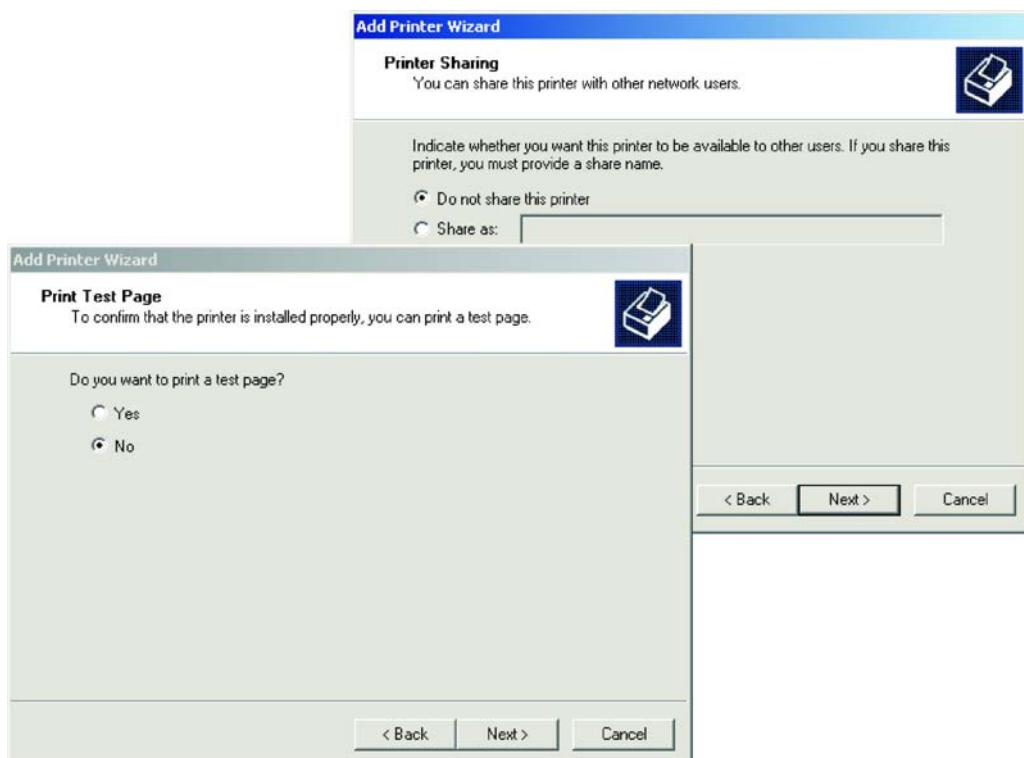 Add Printer Wizard
Printer Sharing
You can share this printer with other network users.
Indicate whether you want this printer to be available to other users. If you share this
printer, you must provide a share name.
Do not share this printer
Share as:
< Back Next > Cancel
Add Printer Wizard
Print Test Page
To confirm that the printer is installed properly, you can print a test page.
Do you want to print a test page?
Yes
No
< Back Next > Cancel